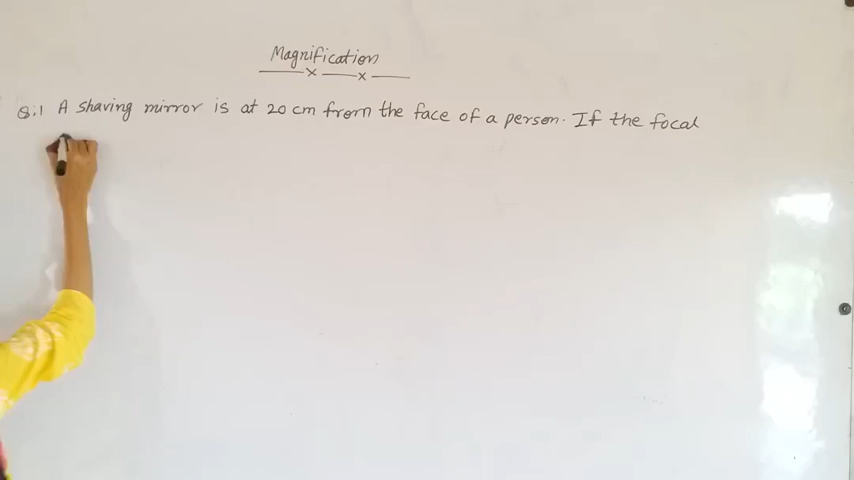 Magnification
Q:1 A shaving mirror is at 20 cm from the face of a person. If the focal